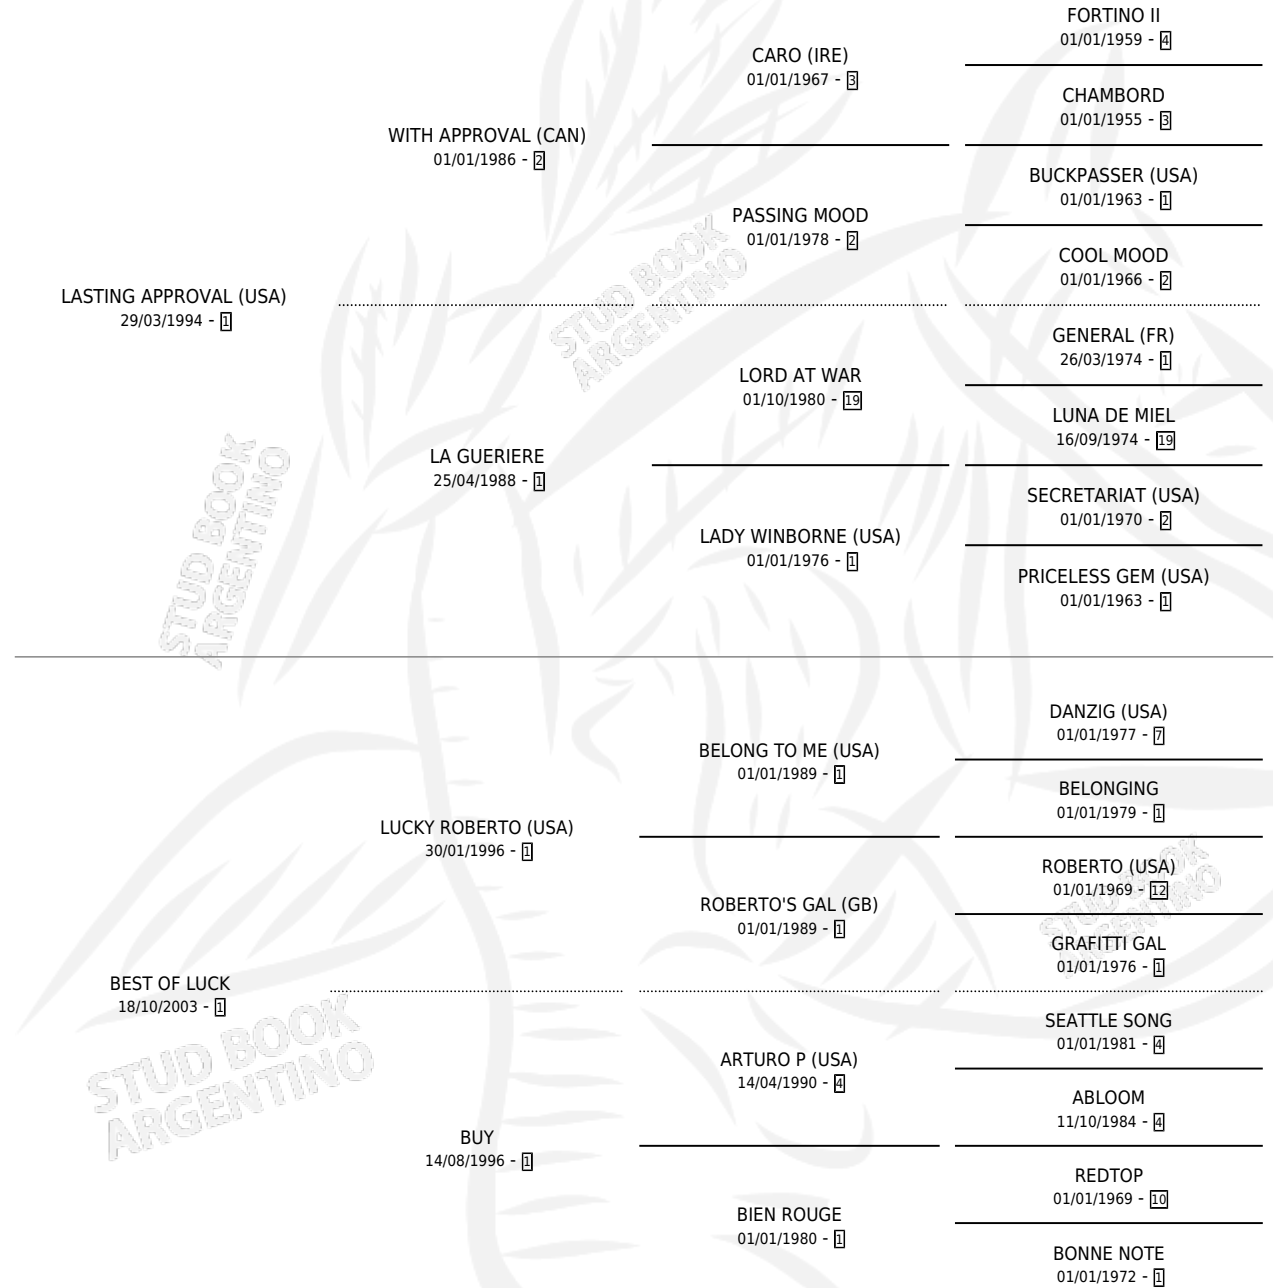 FORTINO II
01/01/1959 - 4
CARO (IRE)
01/01/1967 - 3
CHAMBORD
01/01/1955 - 3
WITH APPROVAL (CAN)
01/01/1986 - 2
BUCKPASSER (USA)
01/01/1963 - 1
PASSING MOOD
01/01/1978 - 2
COOL MOOD
01/01/1966 - 2
STUD BOOK
ARGENTINO
LASTING APPROVAL (USA)
29/03/1994 - 1
GENERAL (FR)
26/03/1974 - 1
LORD AT WAR
01/10/1980 - 19
LUNA DE MIEL
16/09/1974 - 19
LA GUERIERE
25/04/1988 - 1
SECRETARIAT (USA)
01/01/1970 - 2
LADY WINBORNE (USA)
01/01/1976 - 1
PRICELESS GEM (USA)
01/01/1963 - 1
STUD BOOK
ARGENTINO
DANZIG (USA)
01/01/1977 - 7
BELONG TO ME (USA)
01/01/1989 - 1
BELONGING
01/01/1979 - 1
LUCKY ROBERTO (USA)
30/01/1996 - 1
ROBERTO (USA)
01/01/1969 - 12
ROBERTO'S GAL (GB)
01/01/1989 - 1
STUD BOOK
ARGENTINO
GRAFITTI GAL
01/01/1976 - 1
BEST OF LUCK
18/10/2003 - 1
SEATTLE SONG
01/01/1981 - 4
ARTURO P (USA)
14/04/1990 - 4
ABLOOM
11/10/1984 - 4
STUD BOOK
ARGENTINO
BUY
14/08/1996 - 1
REDTOP
01/01/1969 - 10
BIEN ROUGE
01/01/1980 - 1
BONNE NOTE
01/01/1972 - 1